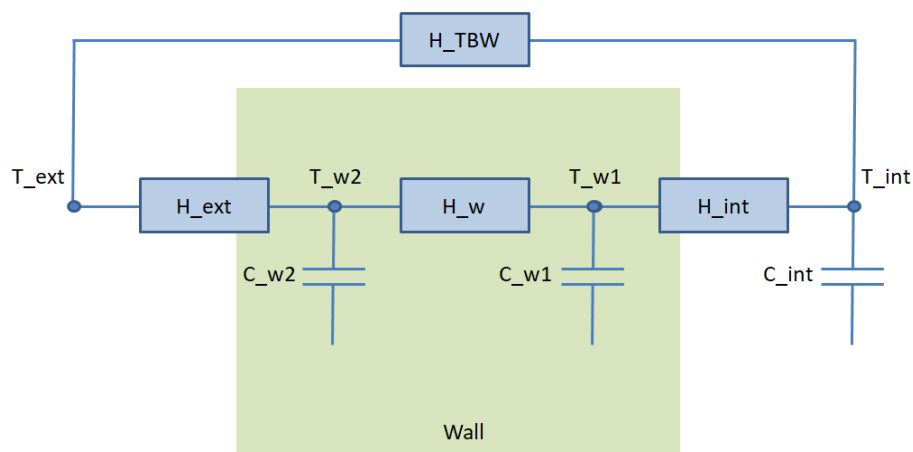 H_TBW
T_ext
T_w2
T_w1
T_int
H_ext
H_w
H_int
C_w2
C_w1
C_int
Wall